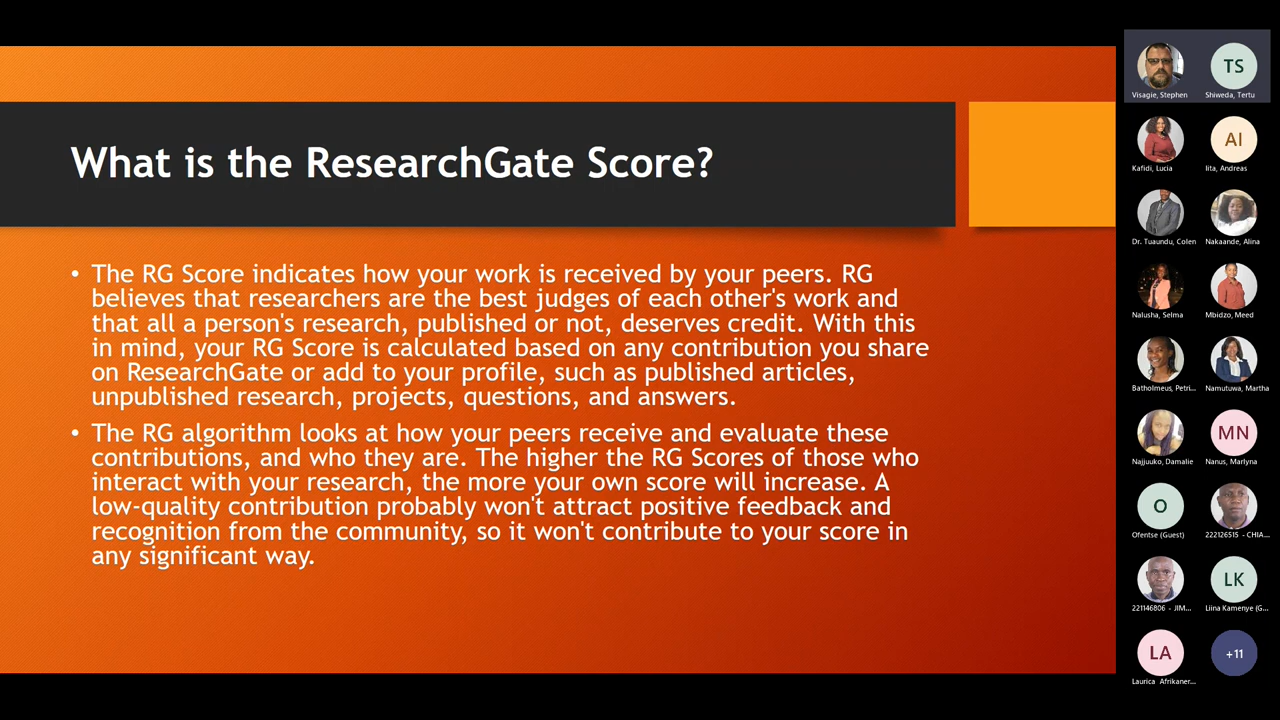 What is the ResearchGate Score?
• The RG Score indicates how your work is received by your peers. RG
believes that researchers are the best judges of each other's work and
that all a person's research, published or not, deserves credit. With this
in mind, your RG Score is calculated based on any contribution you share
on ResearchGate or add to your profile, such as published articles,
unpublished research, projects, questions, and answers.
• The RG algorithm looks at how your peers receive and evaluate these
contributions, and who they are. The higher the RG Scores of those who
interact with your research, the more your own score will increase. A
low-quality contribution probably won't attract positive feedback and
recognition from the community, so it won't contribute to your score in
any significant way.
TS
Visagie, Stephen
Shiweda, Tertu
AI
Kafidi, Lucia
Iita, Andreas
Dr. Tuaundu, Colen
Nakaande, Alina
Nalusha, Selma
Mbidzo, Meed
Batholmeus, Petri...
Namutuwa, Martha
MN
Najjuuko, Damalie
Nanus, Marlyna
O
Ofentse (Guest)
222126515 - CHIA...
LK
221146806 - JIM...
Liina Kamenye (G...
LA
+11
Laurica Afrikaner...